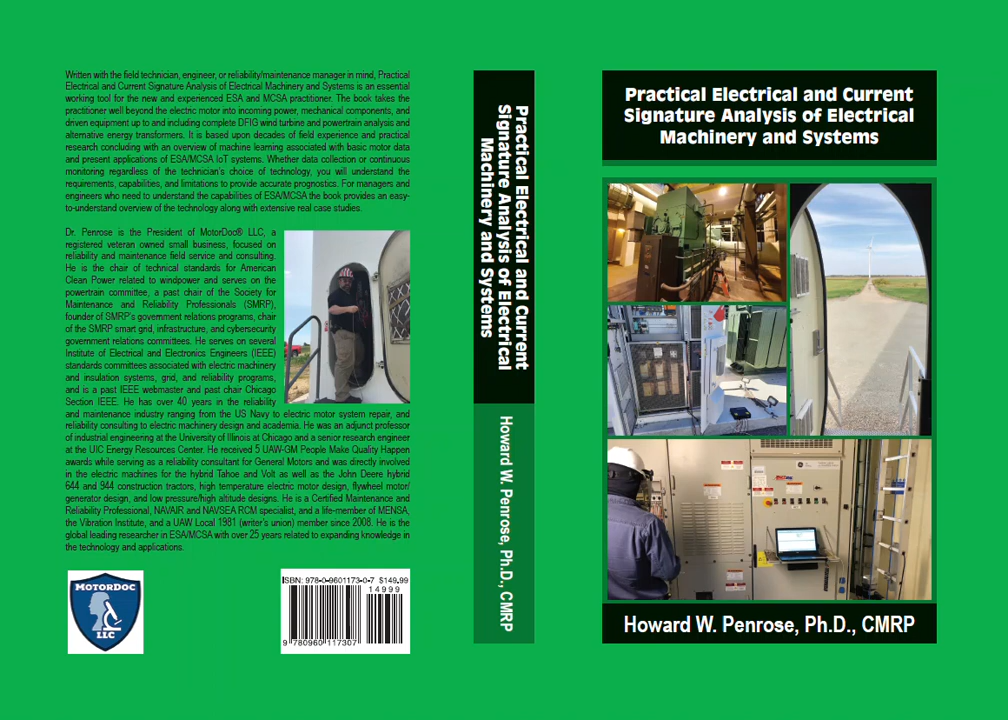 Written with the field technician, engineer, or reliability/maintenance manager in mind, Practical
Electrical and Current Signature Analysis of Electrical Machinery and Systems is an essential
working tool for the new and experienced ESA and MCSA practitioner. The book takes the
practitioner well beyond the electric motor into incoming power, mechanical components, and
driven equipment up to and including complete DFIG wind turbine and powertrain analysis and
alternative energy transformers. It is based upon decades of field experience and practical
research concluding with an overview of machine learning associated with basic motor data
and present applications of ESA/MCSA IoT systems. Whether data collection or continuous
monitoring regardless of the technician's choice of technology, you will understand the
requirements, capabilities, and limitations to provide accurate prognostics. For managers and
engineers who need to understand the capabilities of ESA/MCSA the book provides an easy-
to-understand overview of the technology along with extensive real case studies.
Dr. Penrose is the President of MotorDoc® LLC, a
registered veteran owned small business, focused on
reliability and maintenance field service and consulting.
He is the chair of technical standards for American
Clean Power related to windpower and serves on the
powertrain committee, a past chair of the Society for
Maintenance and Reliability Professionals (SMRP),
founder of SMRP's government relations programs, chair
of the SMRP smart grid, infrastructure, and cybersecurity
government relations committees. He serves on several
Institute of Electrical and Electronics Engineers (IEEE)
standards committees associated with electric machinery
and insulation systems, grid, and reliability programs,
and is a past IEEE webmaster and past chair Chicago
Section IEEE. He has over 40 years in the reliability
and maintenance industry ranging from the US Navy to electric motor system repair, and
reliability consulting to electric machinery design and academia. He was an adjunct professor
of industrial engineering at the University of Illinois at Chicago and a senior research engineer
at the UIC Energy Resources Center. He received 5 UAW-GM People Make Quality Happen
awards while serving as a reliability consultant for General Motors and was directly involved
in the electric machines for the hybrid Tahoe and Volt as well as the John Deere hybrid
644 and 944 construction tractors, high temperature electric motor design, flywheel motor/
generator design, and low pressure/high altitude designs. He is a Certified Maintenance and
Reliability Professional, NAVAIR and NAVSEA RCM specialist, and a life-member of MENSA,
the Vibration Institute, and a UAW Local 1981 (writer's union) member since 2008. He is the
global leading researcher in ESA/MCSA with over 25 years related to expanding knowledge in
the technology and applications.
MOTORDOC
LLC
ISBN: 978-0-9601173-0-7 $149.99
14999
9 780960 117307
Practical Electrical and Current
Signature Analysis of Electrical
Machinery and Systems
Howard W. Penrose, Ph.D., CMRP
Practical Electrical and Current
Signature Analysis of Electrical
Machinery and Systems
Howard W. Penrose, Ph.D., CMRP